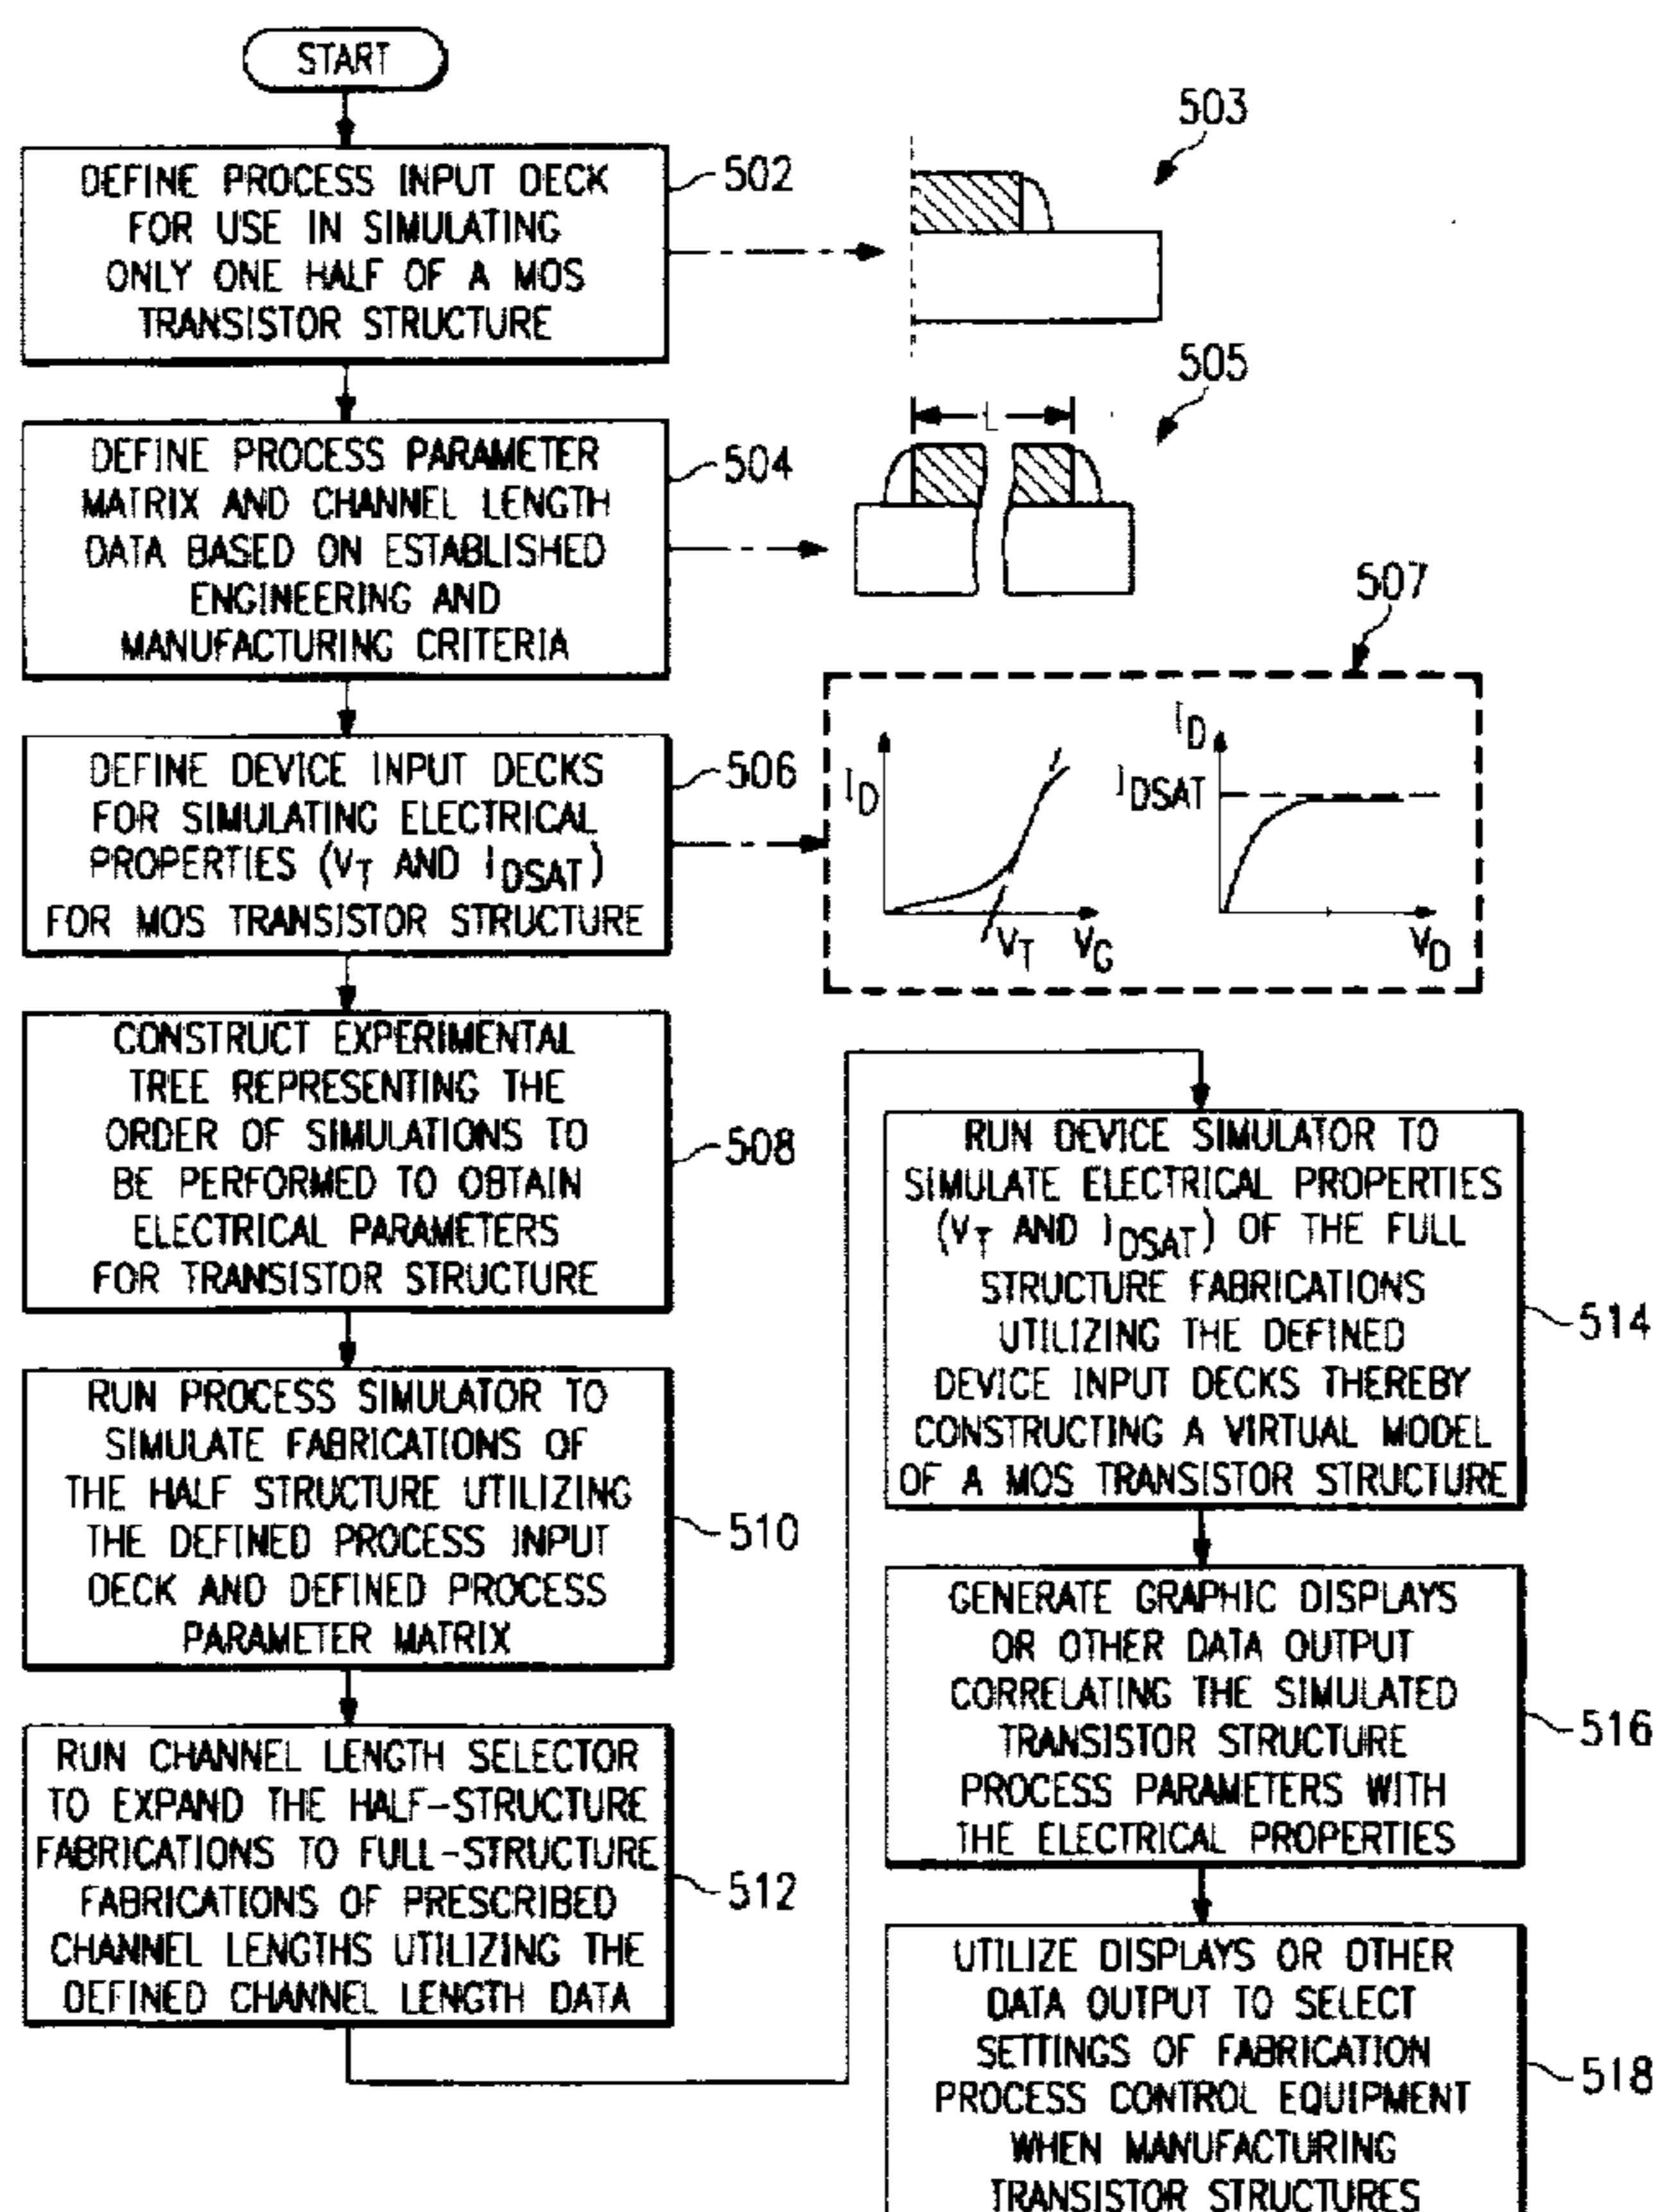 START
DEFINE PROCESS INPUT DECK
FOR USE IN SIMULATING
ONLY ONE HALF OF A MOS
TRANSISTOR STRUCTURE
502
503
DEFINE PROCESS PARAMETER
MATRIX AND CHANNEL LENGTH
DATA BASED ON ESTABLISHED
ENGINEERING AND
MANUFACTURING CRITERIA
504
505
L
DEFINE DEVICE INPUT DECKS
FOR SIMULATING ELECTRICAL
PROPERTIES (VT AND IDSAT)
FOR MOS TRANSISTOR STRUCTURE
506
507
ID
VT
VG
ID
IDSAT
VD
CONSTRUCT EXPERIMENTAL
TREE REPRESENTING THE
ORDER OF SIMULATIONS TO
BE PERFORMED TO OBTAIN
ELECTRICAL PARAMETERS
FOR TRANSISTOR STRUCTURE
508
RUN PROCESS SIMULATOR TO
SIMULATE FABRICATIONS OF
THE HALF STRUCTURE UTILIZING
THE DEFINED PROCESS INPUT
DECK AND DEFINED PROCESS
PARAMETER MATRIX
510
RUN CHANNEL LENGTH SELECTOR
TO EXPAND THE HALF-STRUCTURE
FABRICATIONS TO FULL-STRUCTURE
FABRICATIONS OF PRESCRIBED
CHANNEL LENGTHS UTILIZING THE
DEFINED CHANNEL LENGTH DATA
512
RUN DEVICE SIMULATOR TO
SIMULATE ELECTRICAL PROPERTIES
(VT AND IDSAT) OF THE FULL
STRUCTURE FABRICATIONS
UTILIZING THE DEFINED
DEVICE INPUT DECKS THEREBY
CONSTRUCTING A VIRTUAL MODEL
OF A MOS TRANSISTOR STRUCTURE
514
GENERATE GRAPHIC DISPLAYS
OR OTHER DATA OUTPUT
CORRELATING THE SIMULATED
TRANSISTOR STRUCTURE
PROCESS PARAMETERS WITH
THE ELECTRICAL PROPERTIES
516
UTILIZE DISPLAYS OR OTHER
DATA OUTPUT TO SELECT
SETTINGS OF FABRICATION
PROCESS CONTROL EQUIPMENT
WHEN MANUFACTURING
TRANSISTOR STRUCTURES
518